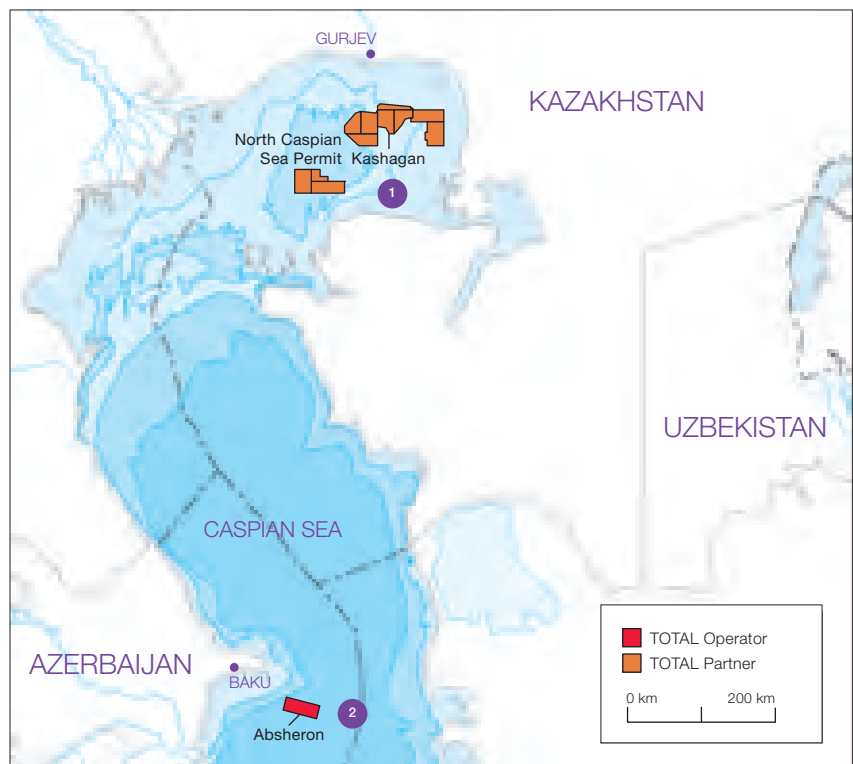 GURJEV
KAZAKHSTAN
North Caspian
Sea Permit
Kashagan
1
UZBEKISTAN
CASPIAN SEA
AZERBAIJAN
BAKU
2
Absheron
TOTAL Operator
TOTAL Partner
0 km 200 km